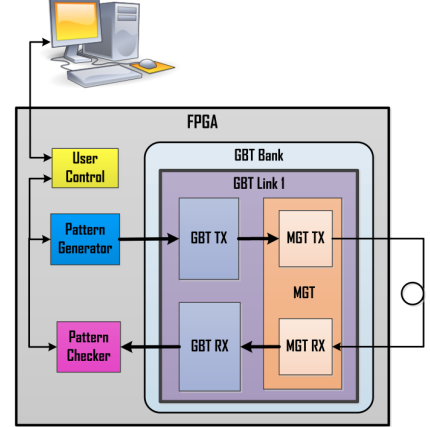 FPGA
User
Control
GBT Bank
GBT Link 1
Pattern
Generator
GBT TX
MGT TX
MGT
Pattern
Checker
GBT RX
MGT RX